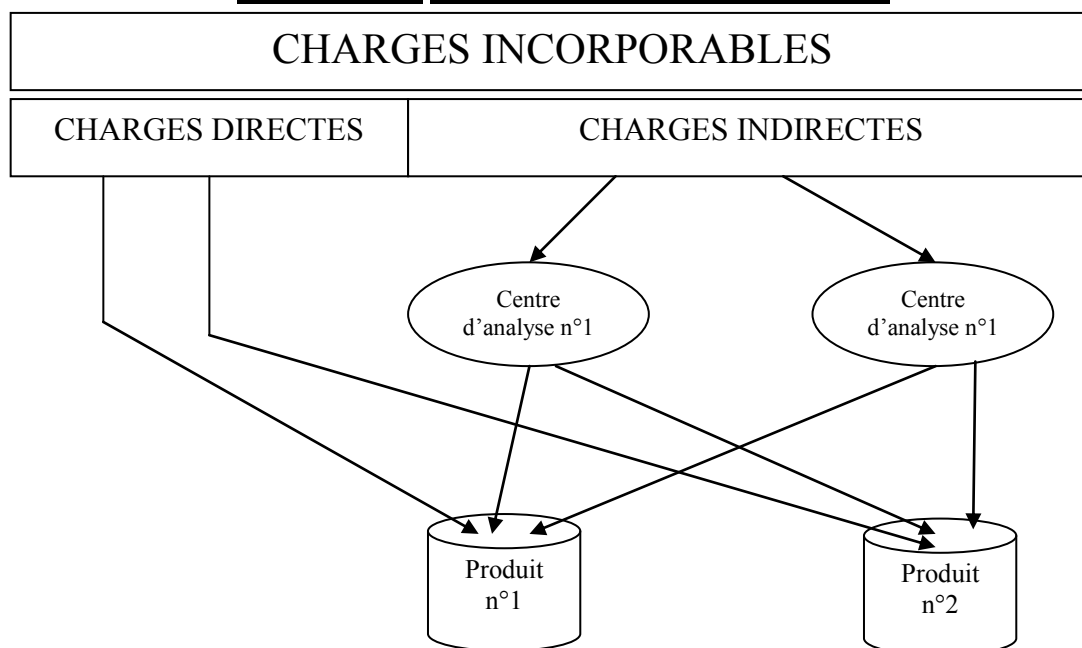 CHARGES INCORPORABLES
CHARGES DIRECTES
CHARGES INDIRECTES
Centre
d’analyse n°1
Centre
d’analyse n°1
Produit
n°1
Produit
n°2